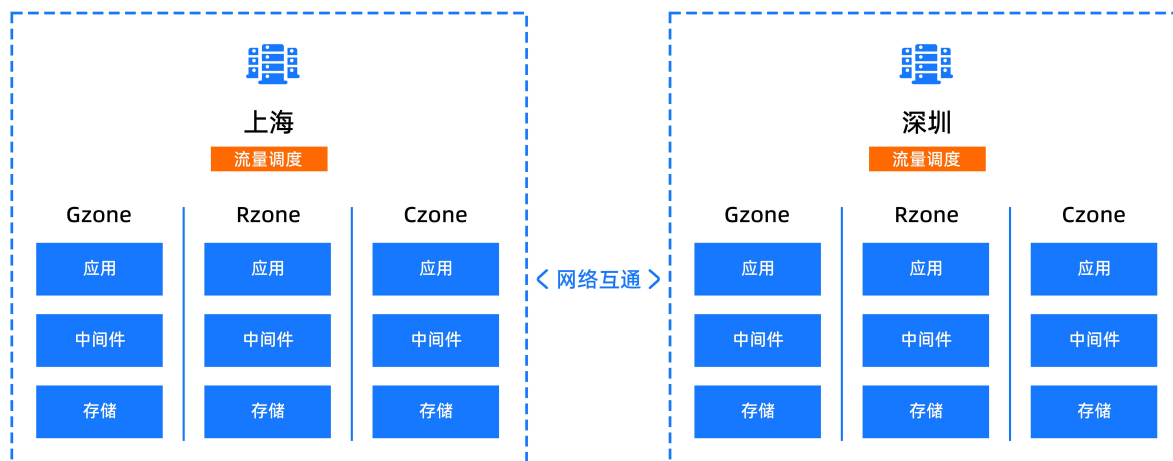 上海
流量调度
Gzone Rzone Czone
应用 应用 应用
中间件 中间件 中间件
存储 存储 存储
网络互通
深圳
流量调度
Gzone Rzone Czone
应用 应用 应用
中间件 中间件 中间件
存储 存储 存储